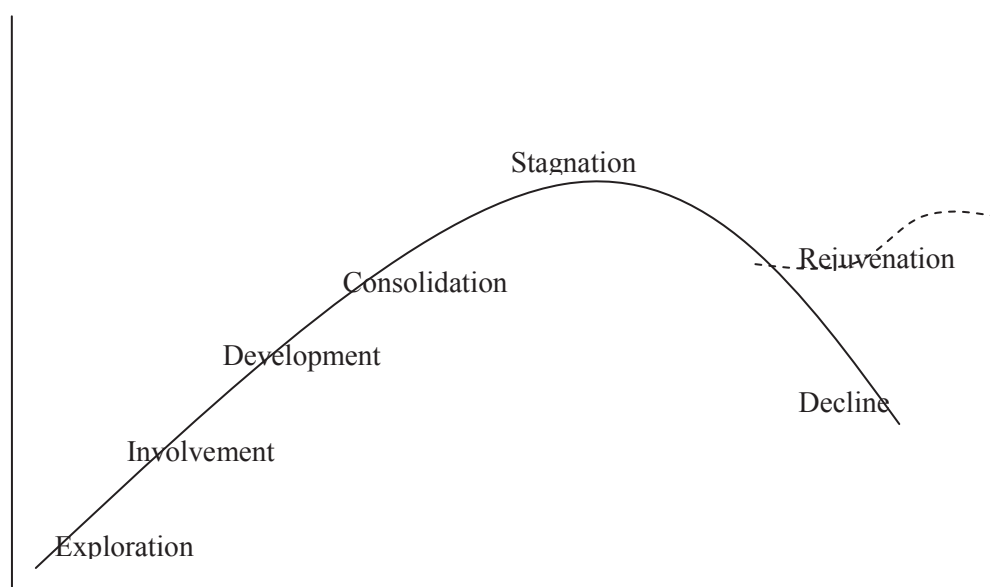 Stagnation
Rejuvenation
Consolidation
Development
Decline
Involvement
Exploration